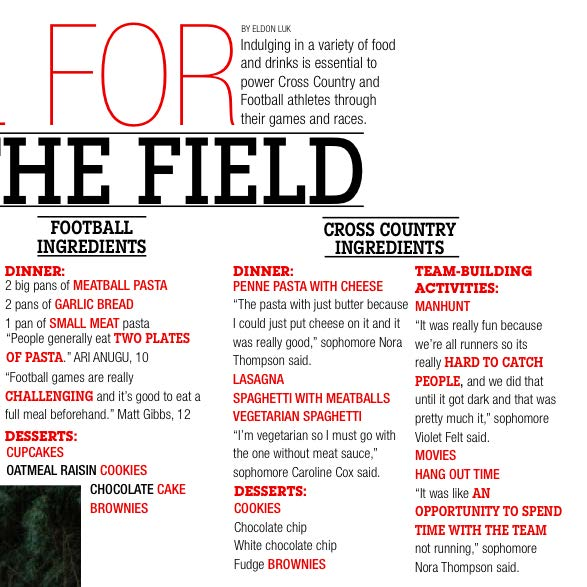 FOR
BY ELDON LUK
Indulging in a variety of food
and drinks is essential to
power Cross Country and
Football athletes through
their games and races.
THE FIELD
FOOTBALL
INGREDIENTS
DINNER:
2 big pans of MEATBALL PASTA
2 pans of GARLIC BREAD
1 pan of SMALL MEAT pasta
“People generally eat TWO PLATES
OF PASTA.” ARI ANUGU, 10
“Football games are really
CHALLENGING and it’s good to eat a
full meal beforehand.” Matt Gibbs, 12
DESSERTS:
CUPCAKES
OATMEAL RAISIN COOKIES
CHOCOLATE CAKE
BROWNIES
CROSS COUNTRY
INGREDIENTS
DINNER:
PENNE PASTA WITH CHEESE
“The pasta with just butter because
I could just put cheese on it and it
was really good,” sophomore Nora
Thompson said.
LASAGNA
SPAGHETTI WITH MEATBALLS
VEGETARIAN SPAGHETTI
“I’m vegetarian so I must go with
the one without meat sauce,”
sophomore Caroline Cox said.
DESSERTS:
COOKIES
Chocolate chip
White chocolate chip
Fudge BROWNIES
TEAM-BUILDING
ACTIVITIES:
MANHUNT
“It was really fun because
we’re all runners so its
really HARD TO CATCH
PEOPLE, and we did that
until it got dark and that was
pretty much it,” sophomore
Violet Felt said.
MOVIES
HANG OUT TIME
“It was like AN
OPPORTUNITY TO SPEND
TIME WITH THE TEAM
not running,” sophomore
Nora Thompson said.